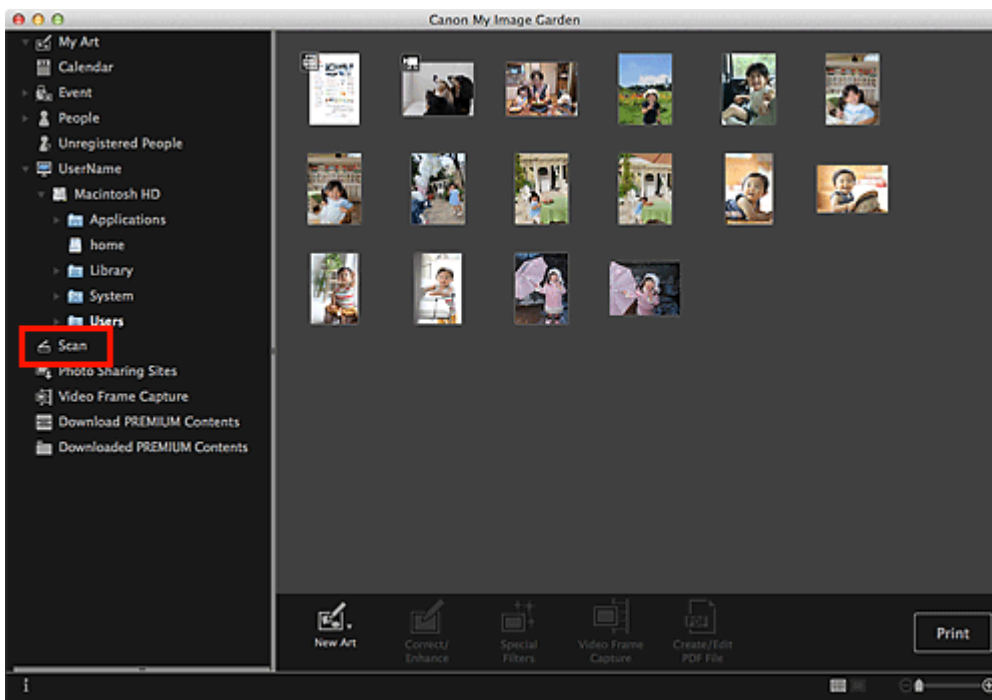 Canon My Image Garden
My Art
Calendar
Event
People
Unregistered People
UserName
Macintosh HD
Applications
home
Library
System
Users
Scan
Photo Sharing Sites
Video Frame Capture
Download PREMIUM Contents
Downloaded PREMIUM Contents
New Art
Correct/
Enhance
Special
Filters
Video Frame
Capture
PDF
Create/Edit
PDF File
Print